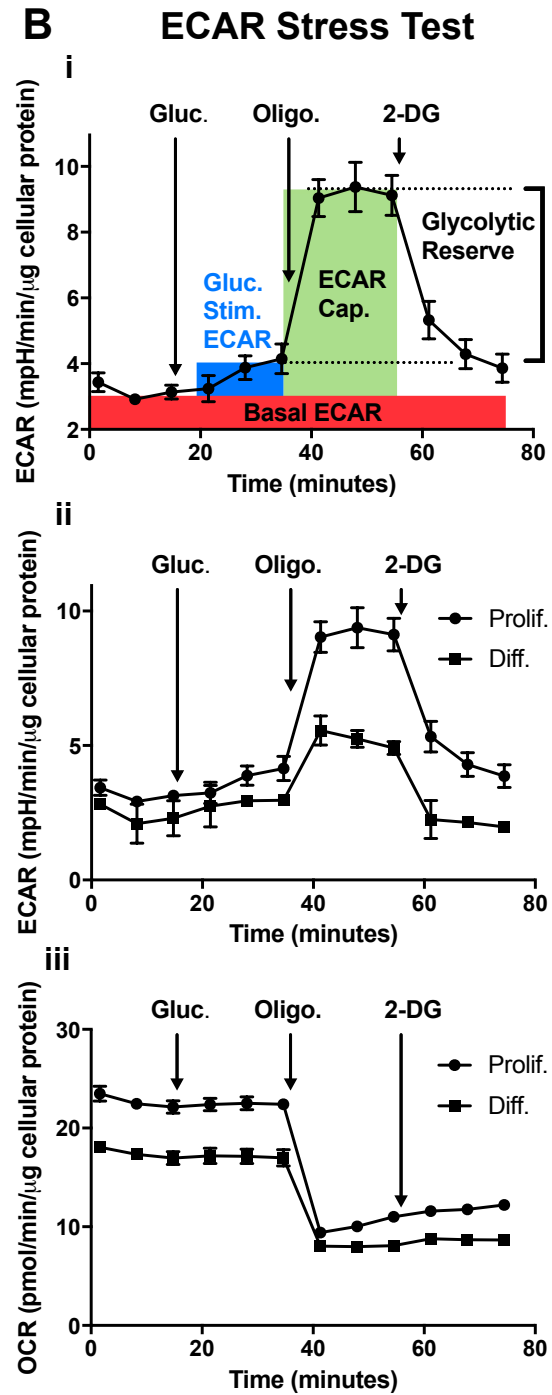 B ECAR Stress Test
i
Gluc. Oligo. 2-DG
ECAR (mpH/min/µg cellular protein)
10
8
6
4
2
Gluc.
Stim.
ECAR
ECAR
Cap.
Glycolytic
Reserve
Basal ECAR
0 20 40 60 80
Time (minutes)
ii
Gluc. Oligo. 2-DG
ECAR (mpH/min/µg cellular protein)
10
5
0
Prolif.
Diff.
0 20 40 60 80
Time (minutes)
iii
OCR (pmol/min/µg cellular protein)
30
20
10
0
Gluc. Oligo. 2-DG
Prolif.
Diff.
0 20 40 60 80
Time (minutes)